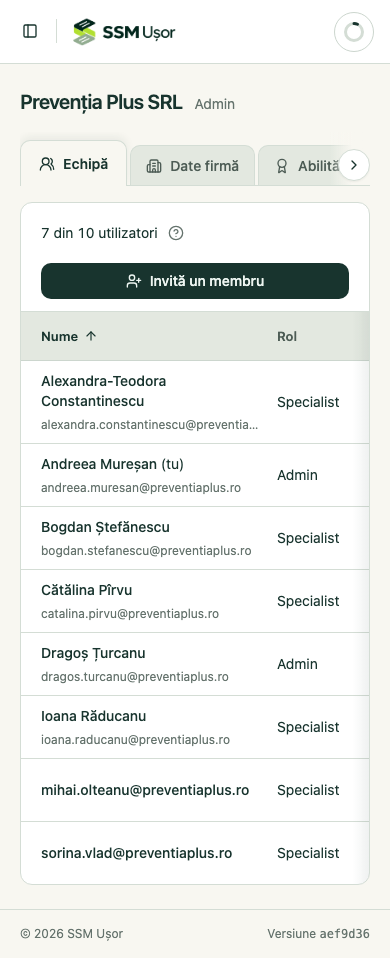 SSM Ușor
Prevenția Plus SRL Admin
Echipă Date firmă Abilită
7 din 10 utilizatori
Invită un membru
Nume Rol
Alexandra-Teodora
Constantinescu
alexandra.constantinescu@preventia...
Specialist
Andreea Mureșan (tu)
andreea.muresan@preventiaplus.ro
Admin
Bogdan Ștefănescu
bogdan.stefanescu@preventiaplus.ro
Specialist
Cătălina Pîrvu
catalina.pirvu@preventiaplus.ro
Specialist
Dragoș Țurcanu
dragos.turcanu@preventiaplus.ro
Admin
Ioana Răducanu
ioana.raducanu@preventiaplus.ro
Specialist
mihai.olteanu@preventiaplus.ro Specialist
sorina.vlad@preventiaplus.ro Specialist
© 2026 SSM Ușor Versiune aef9d36